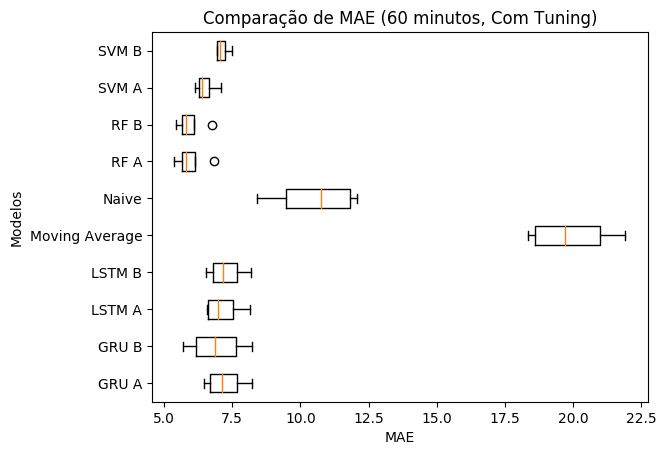 Comparação de MAE (60 minutos, Com Tuning)
Modelos
SVM B
SVM A
RF B
RF A
Naive
Moving Average
LSTM B
LSTM A
GRU B
GRU A
5.0 7.5 10.0 12.5 15.0 17.5 20.0 22.5
MAE